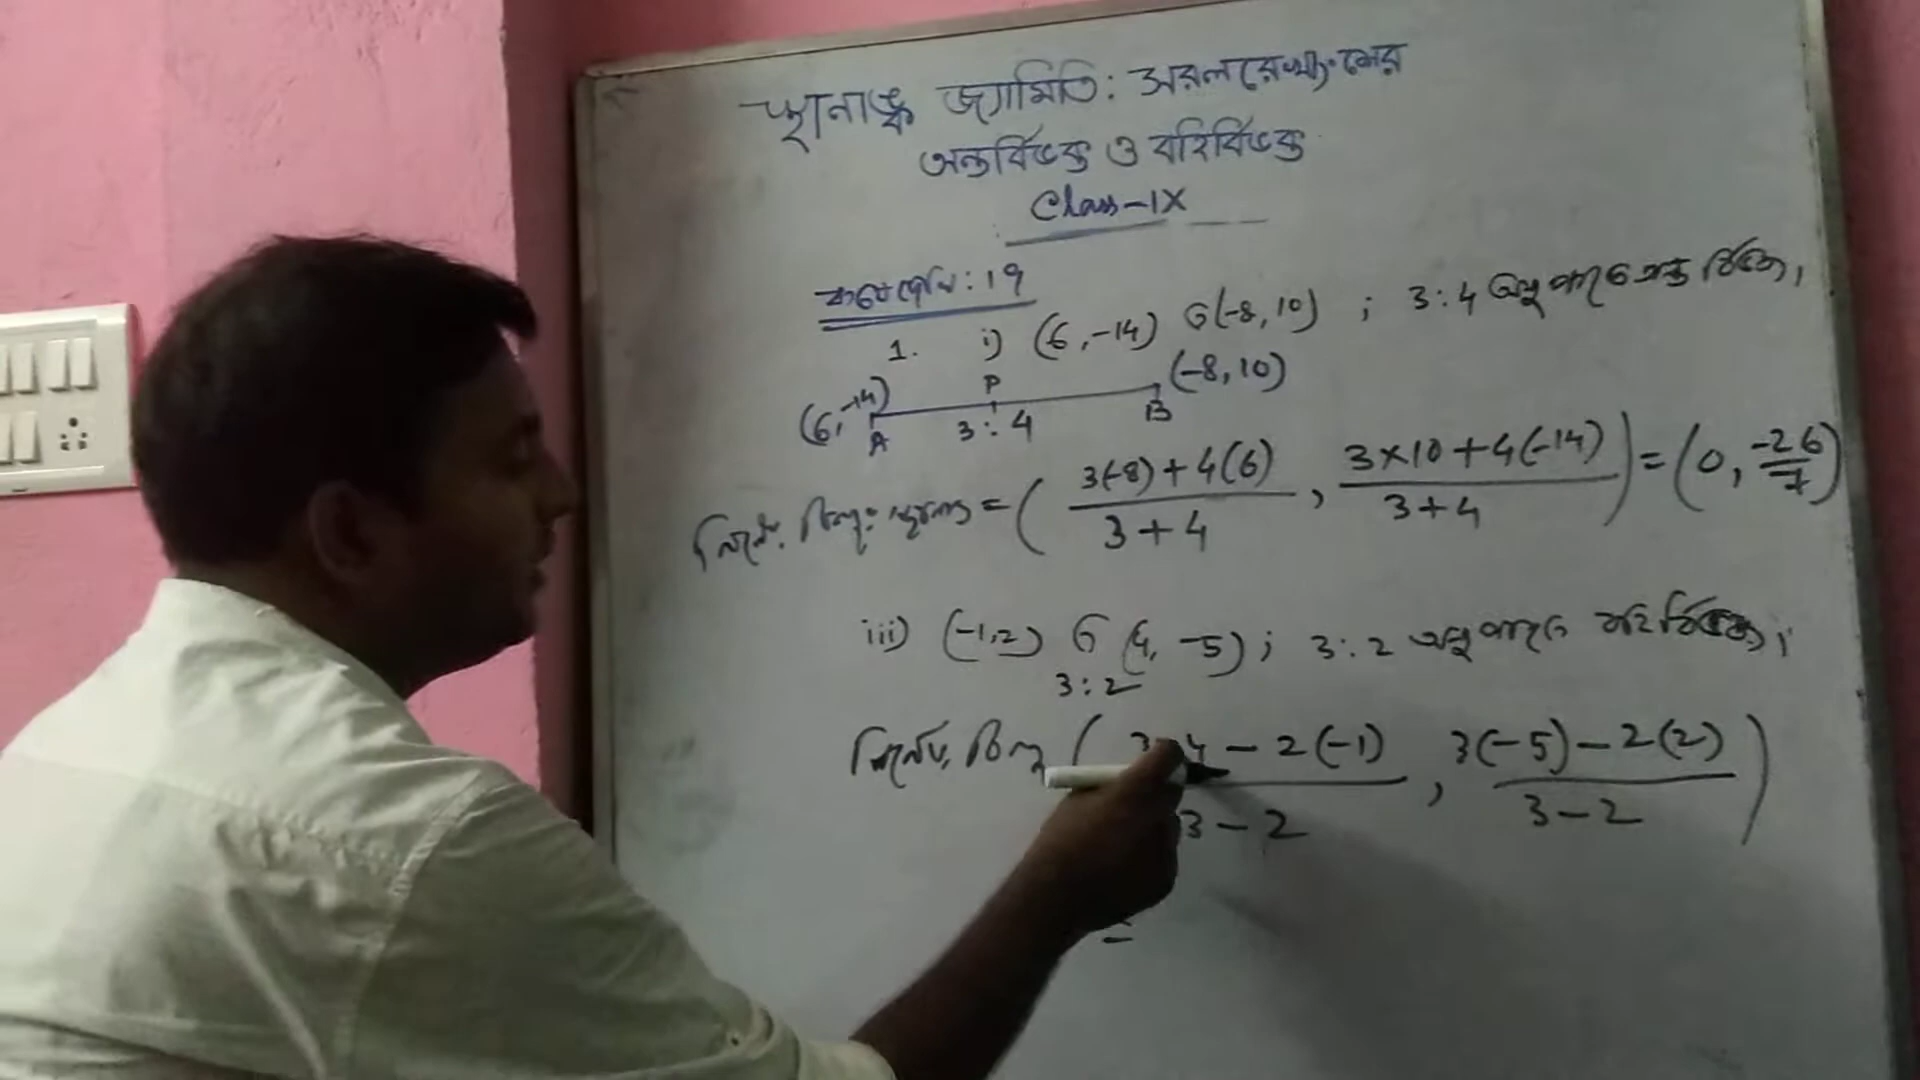 স্থানাঙ্ক জ্যামিতি: সরলরেখাংশের
অন্তর্বিভক্ত ও বহির্বিভক্ত
Class-IX
কষে দেখি: 19
1. i) (6, -14) ও (-8, 10) ; 3:4 অনুপাতে অন্তর্বিভক্ত।
(6, -14) P (-8, 10)
A 3:4 B
নির্ণেয় বিন্দুর স্থানাঙ্ক = ( 3(-8)+4(6) / 3+4 , 3×10+4(-14) / 3+4 ) = (0, -26/7)
iii) (-1, 2) ও (4, -5) ; 3:2 অনুপাতে বহির্বিভক্ত।
3:2
নির্ণেয় বিন্দু ( 4 - 2(-1) / 3-2 , 3(-5) - 2(2) / 3-2 )
=